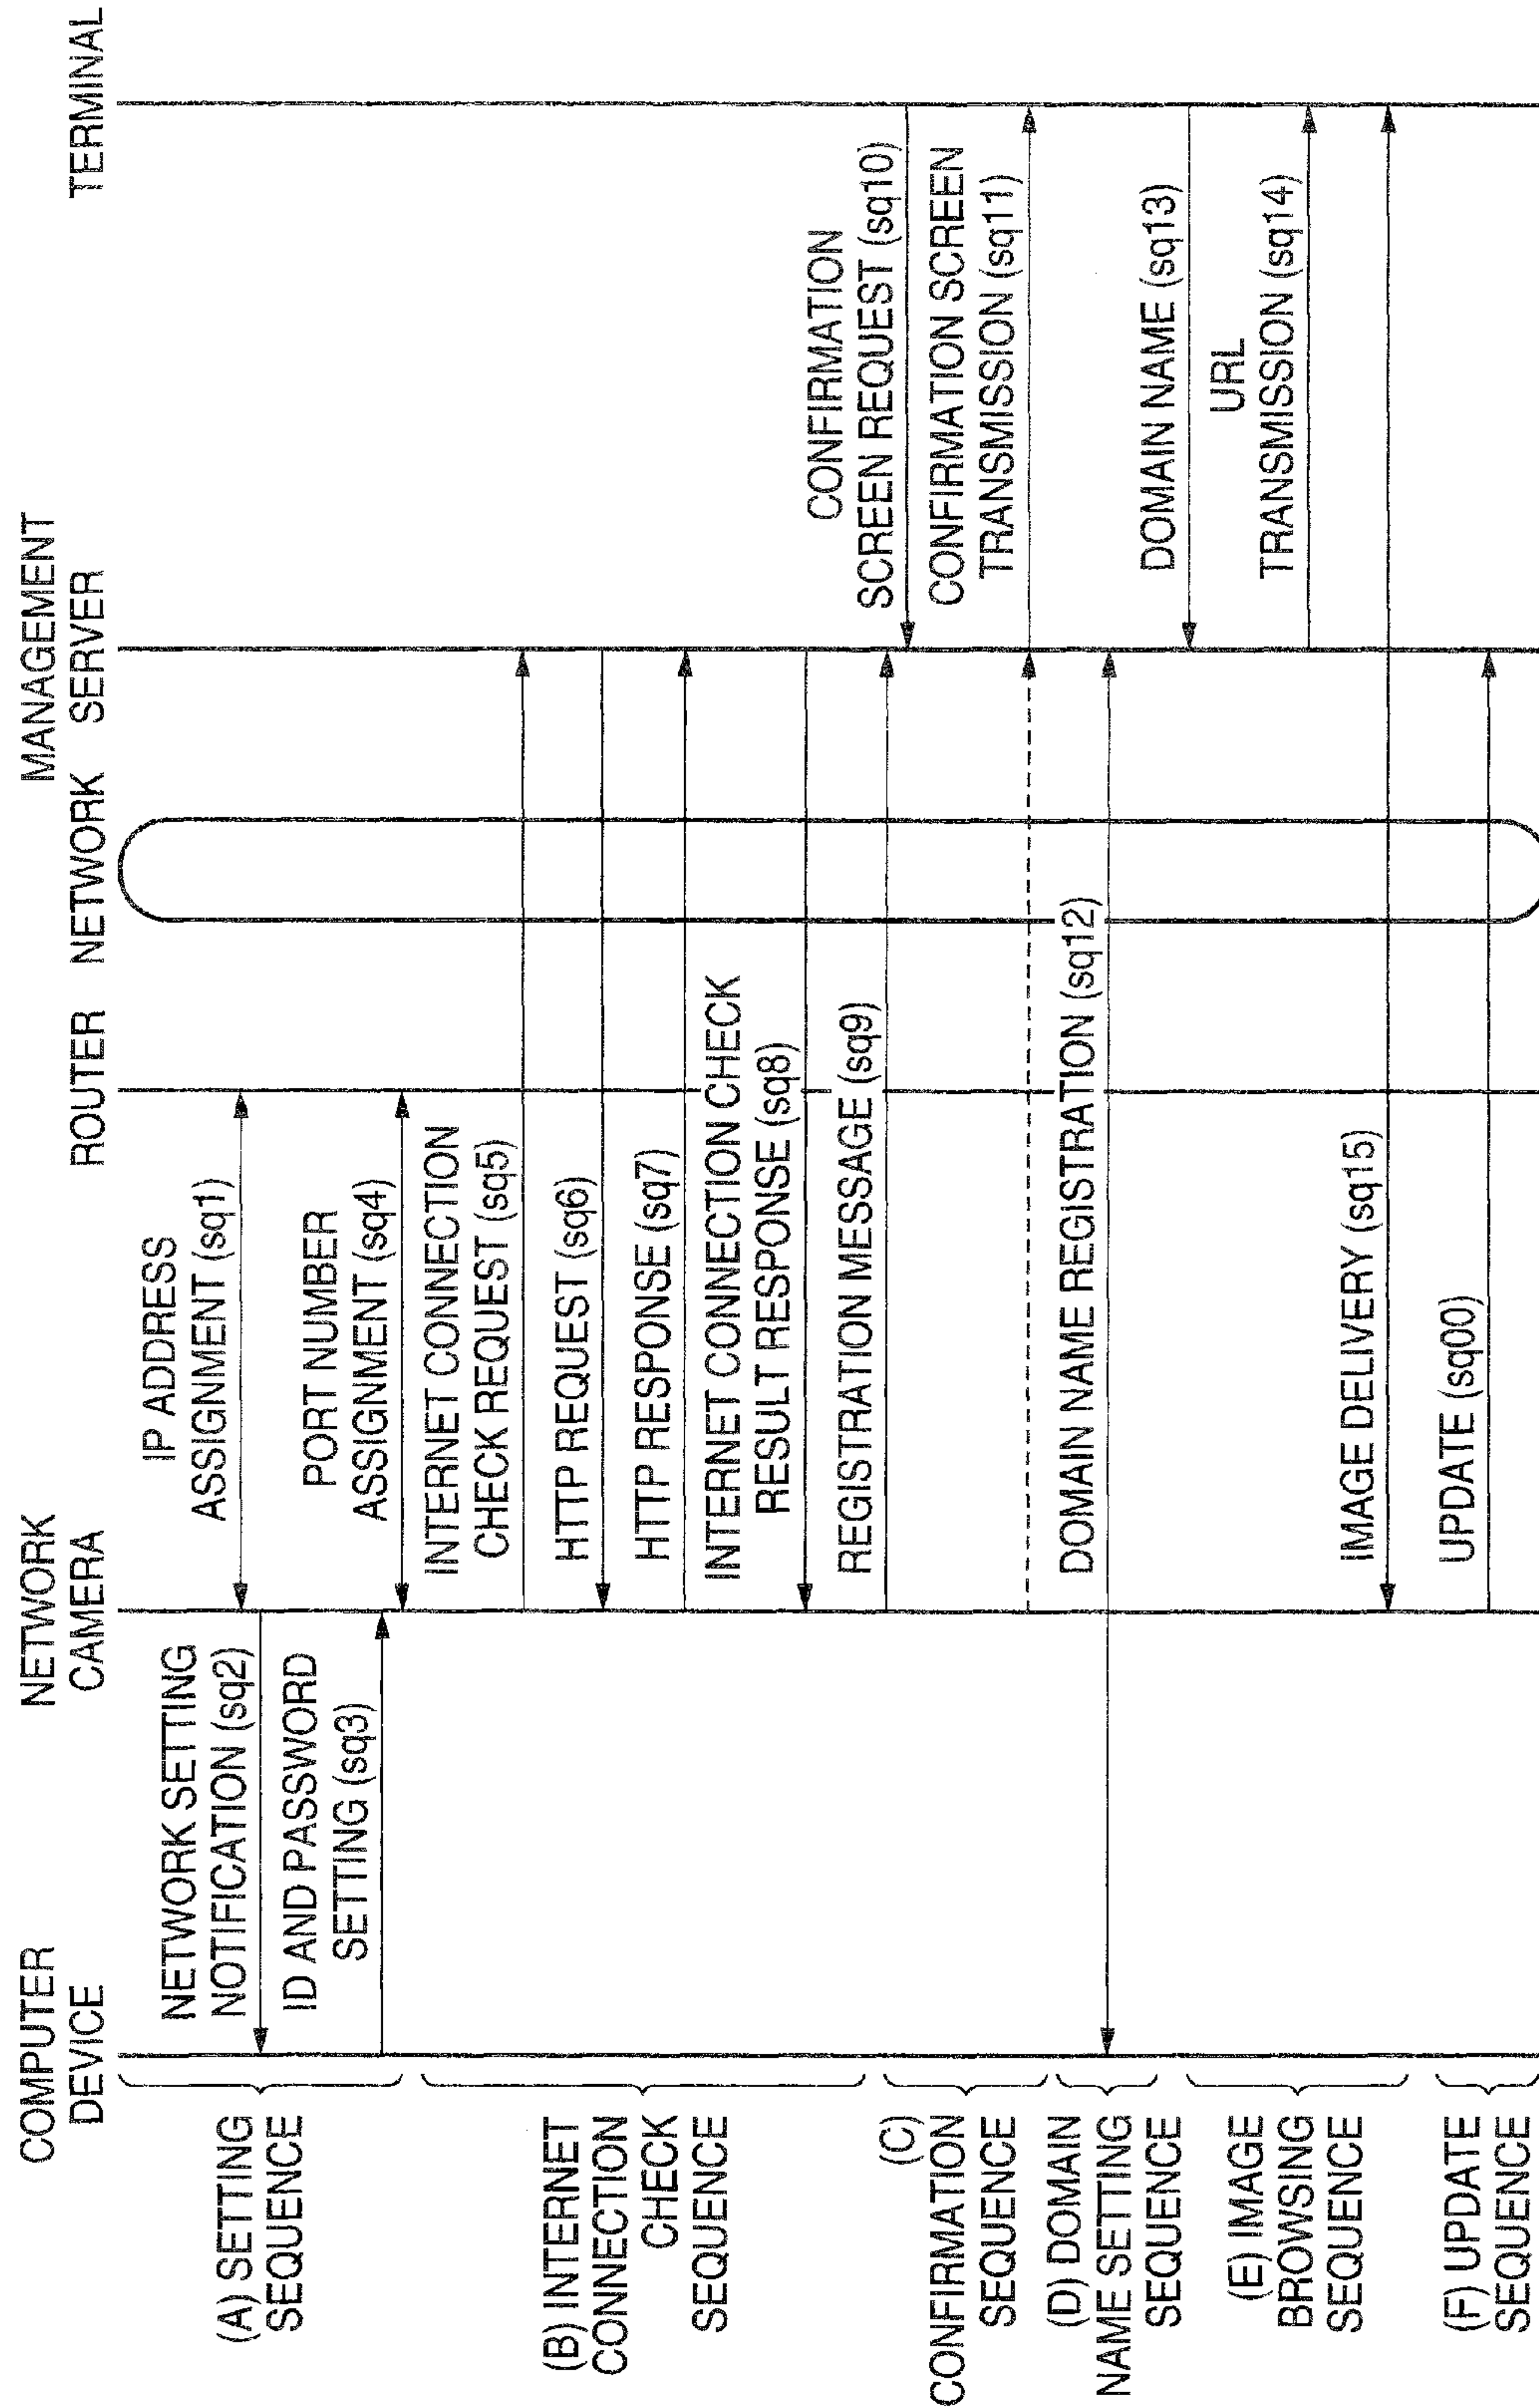 COMPUTER
DEVICE
NETWORK
CAMERA
ROUTER
NETWORK
MANAGEMENT
SERVER
TERMINAL
(A) SETTING
SEQUENCE
IP ADDRESS
ASSIGNMENT (sq1)
NETWORK SETTING
NOTIFICATION (sq2)
ID AND PASSWORD
SETTING (sq3)
PORT NUMBER
ASSIGNMENT (sq4)
(B) INTERNET
CONNECTION
CHECK
SEQUENCE
INTERNET CONNECTION
CHECK REQUEST (sq5)
HTTP REQUEST (sq6)
HTTP RESPONSE (sq7)
INTERNET CONNECTION CHECK
RESULT RESPONSE (sq8)
(C)
CONFIRMATION
SEQUENCE
REGISTRATION MESSAGE (sq9)
CONFIRMATION
SCREEN REQUEST (sq10)
CONFIRMATION SCREEN
TRANSMISSION (sq11)
(D) DOMAIN
NAME SETTING
SEQUENCE
DOMAIN NAME REGISTRATION (sq12)
(E) IMAGE
BROWSING
SEQUENCE
DOMAIN NAME (sq13)
URL
TRANSMISSION (sq14)
IMAGE DELIVERY (sq15)
(F) UPDATE
SEQUENCE
UPDATE (sq00)